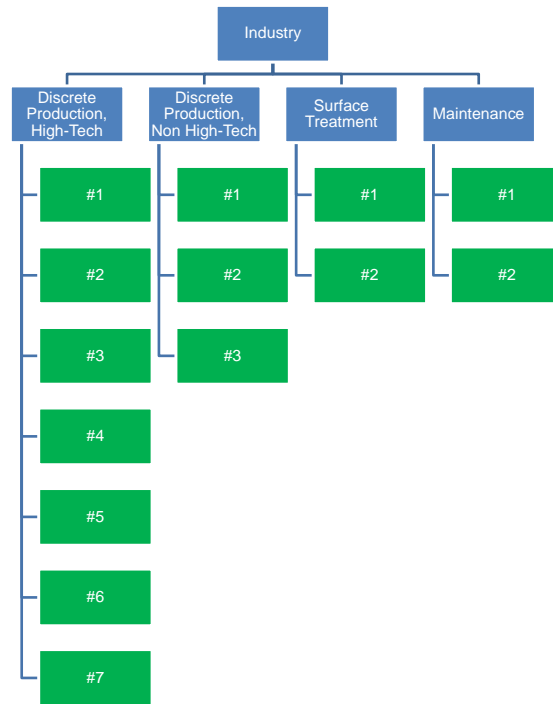 Industry
Discrete
Production,
High-Tech
Discrete
Production,
Non High-Tech
Surface
Treatment
Maintenance
#1
#1
#1
#1
#2
#2
#2
#2
#3
#3
#4
#5
#6
#7